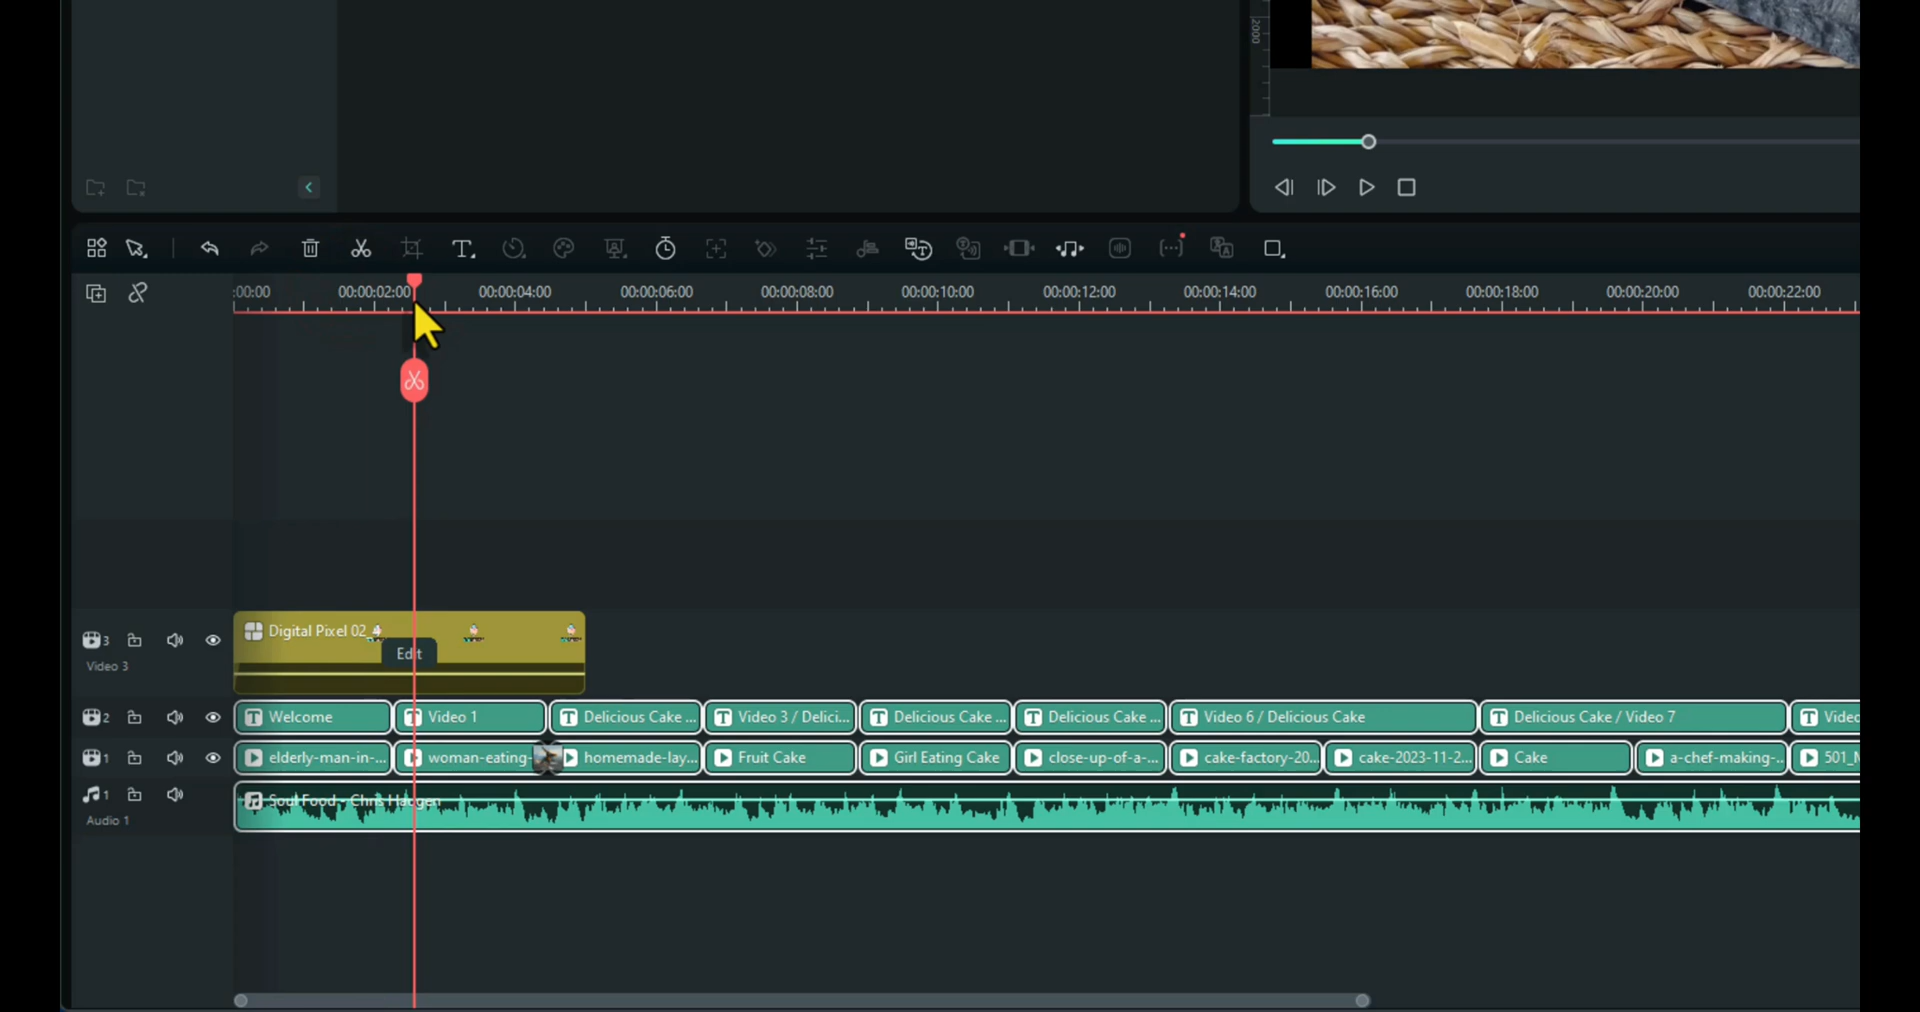 2000
:00:00 00:00:02:00 00:00:04:00 00:00:06:00 00:00:08:00 00:00:10:00 00:00:12:00 00:00:14:00 00:00:16:00 00:00:18:00 00:00:20:00 00:00:22:00
3 Digital Pixel 02_4
Edit
Video 3
2 Welcome Video 1 Delicious Cake ... Video 3 / Delici... Delicious Cake ... Delicious Cake ... Video 6 / Delicious Cake Delicious Cake / Video 7 Videc
1 elderly-man-in-... woman-eating- homemade-lay... Fruit Cake Girl Eating Cake close-up-of-a-... cake-factory-20... cake-2023-11-2... Cake a-chef-making-... 501_N
1 Soul Food - Chris Haugen
Audio 1